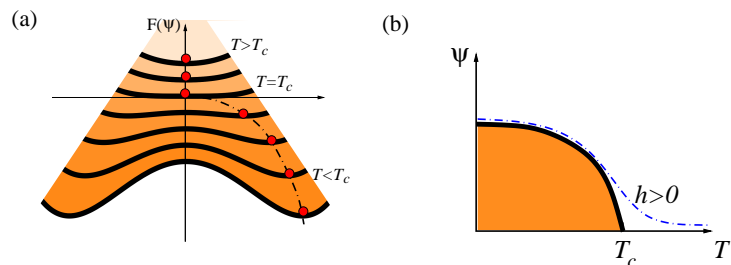 (a)
F(ψ)
T>T_c
T=T_c
T<T_c
(b)
Ψ
h>0
T_c
T